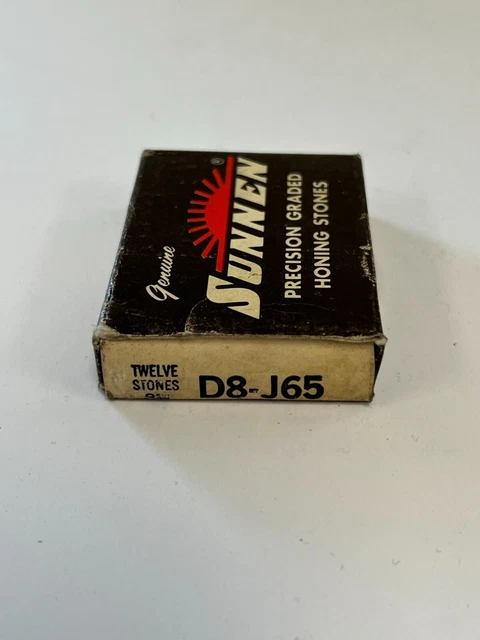 Genuine
SUNNEN®
PRECISION GRADED
HONING STONES
TWELVE
STONES
D8-J65